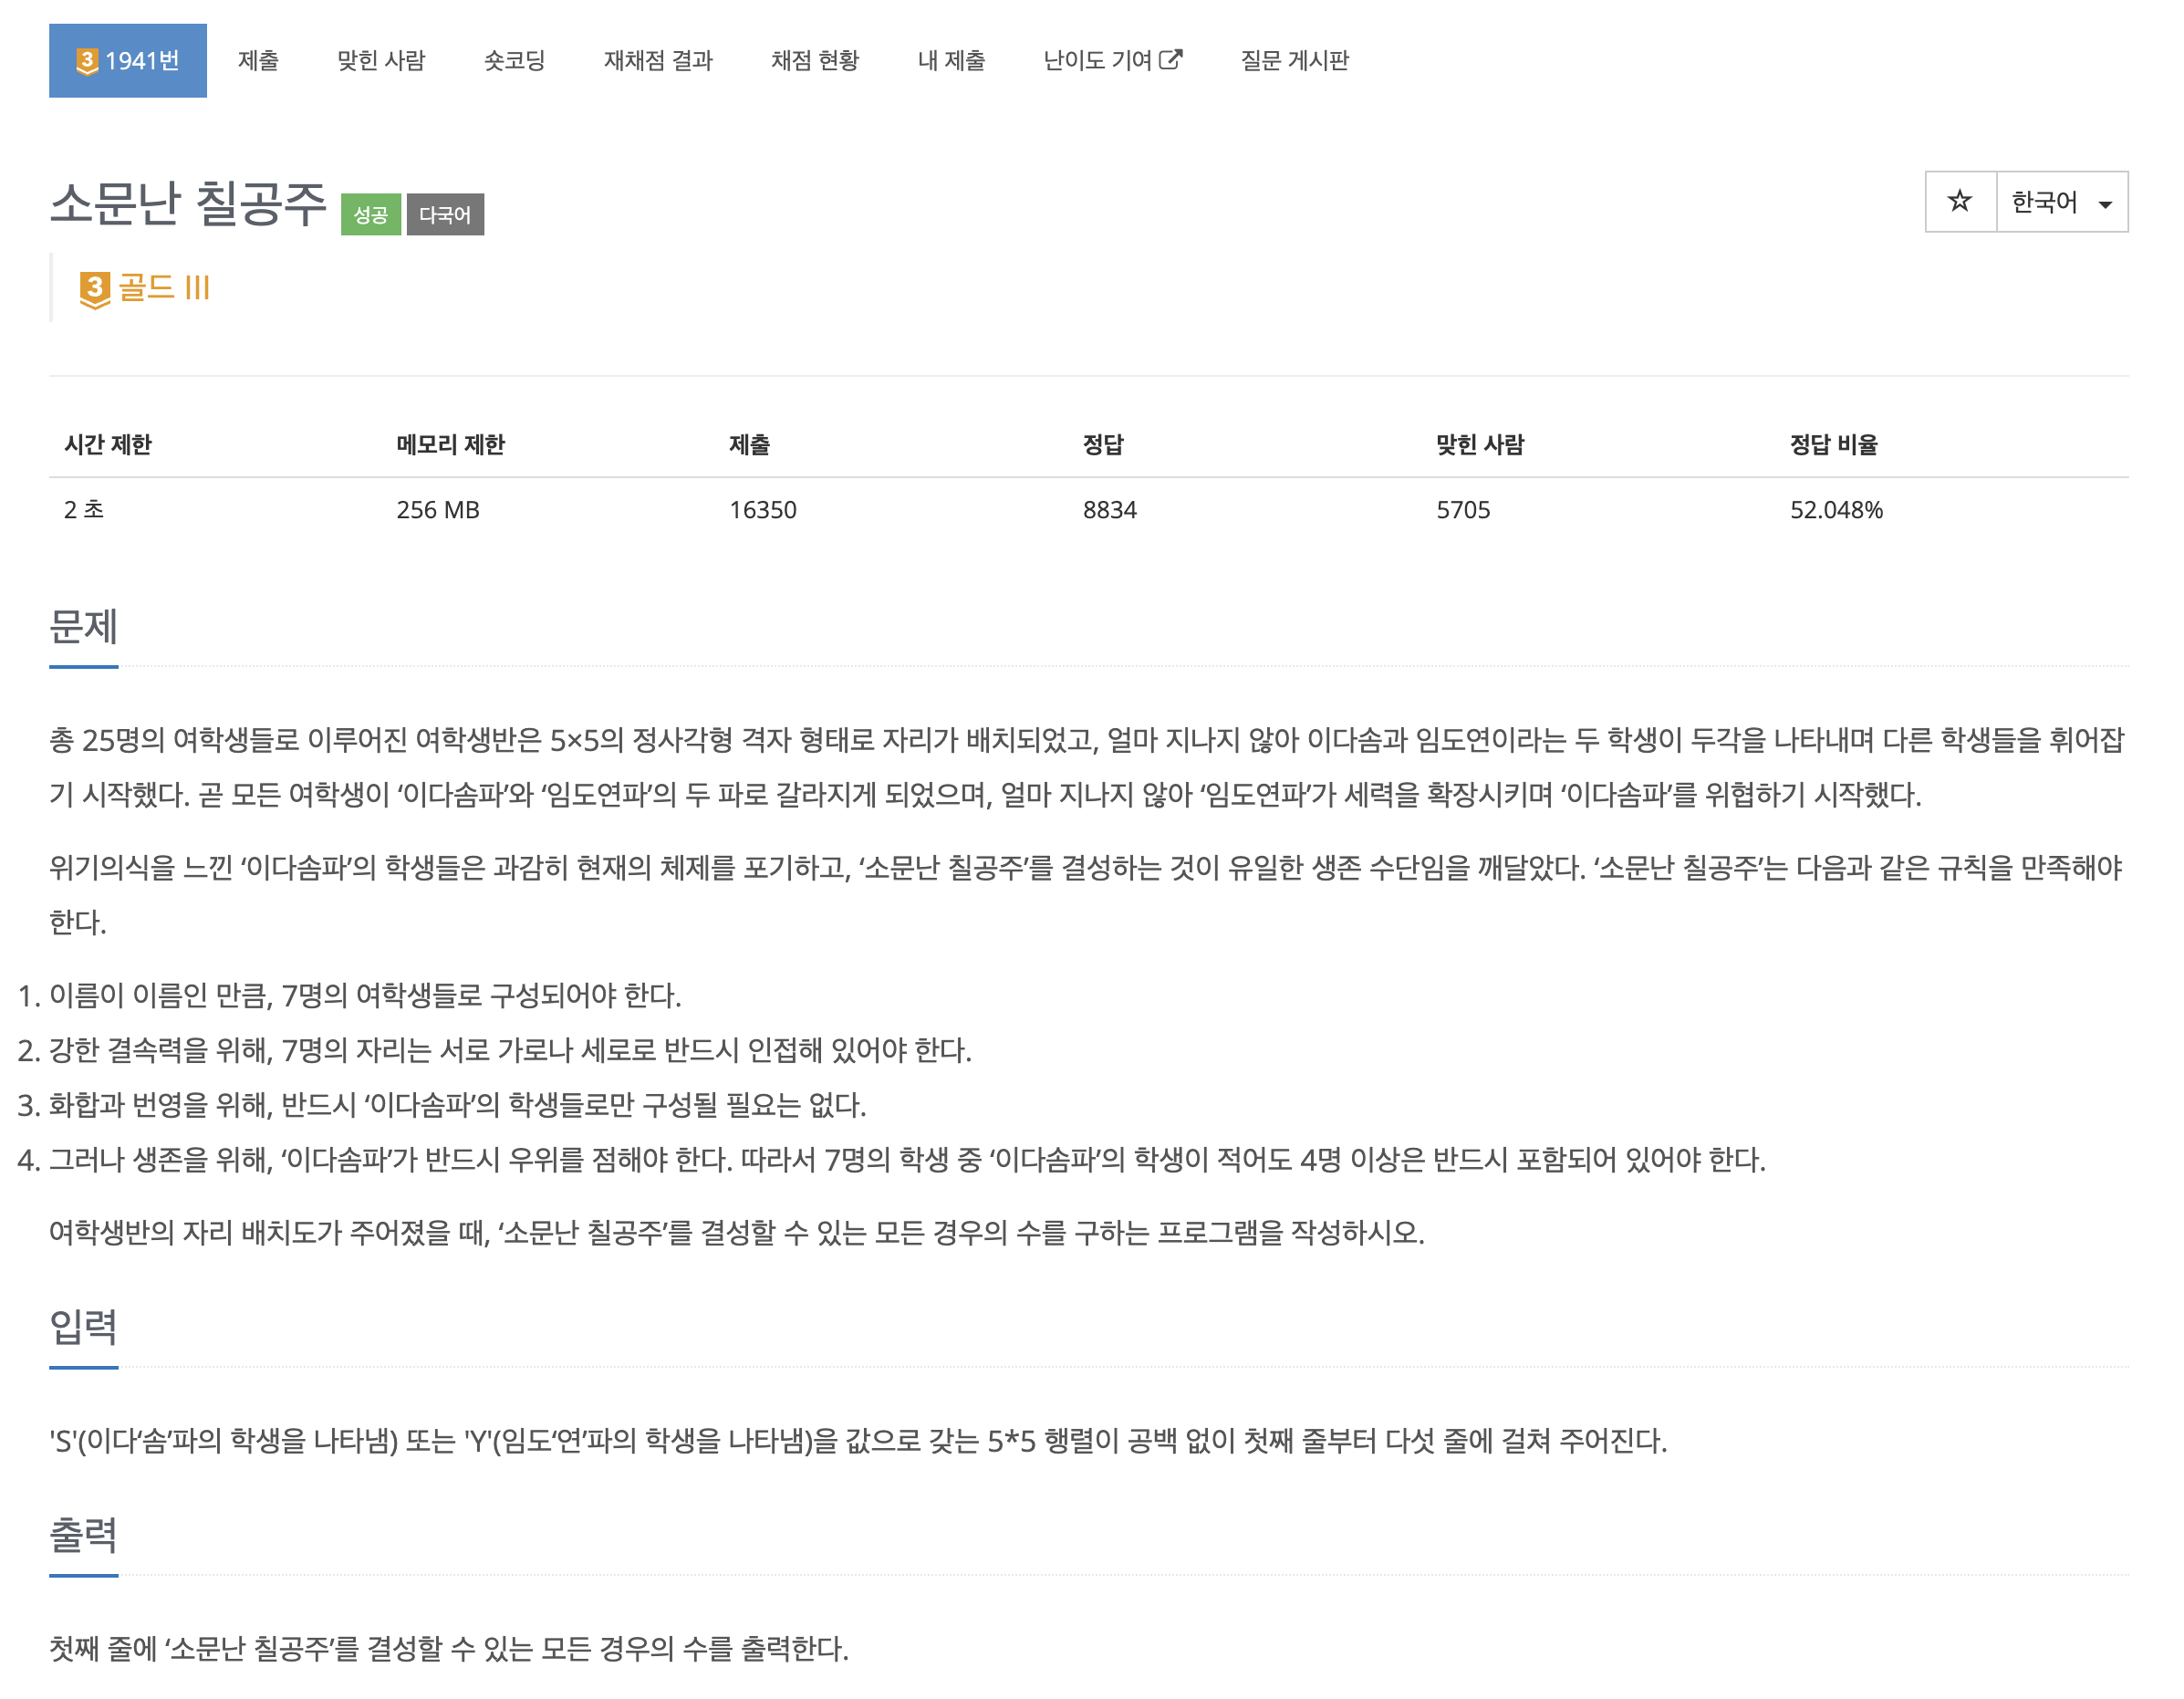 3 1941번 제출 맞힌 사람 숏코딩 재채점 결과 채점 현황 내 제출 난이도 기여 질문 게시판
소문난 칠공주 성공 다국어 ☆ 한국어
3 골드 III
시간 제한 메모리 제한 제출 정답 맞힌 사람 정답 비율
2 초 256 MB 16350 8834 5705 52.048%
문제
총 25명의 여학생들로 이루어진 여학생반은 5×5의 정사각형 격자 형태로 자리가 배치되었고, 얼마 지나지 않아 이다솜과 임도연이라는 두 학생이 두각을 나타내며 다른 학생들을 휘어잡
기 시작했다. 곧 모든 여학생이 ‘이다솜파’와 ‘임도연파’의 두 파로 갈라지게 되었으며, 얼마 지나지 않아 ‘임도연파’가 세력을 확장시키며 ‘이다솜파’를 위협하기 시작했다.
위기의식을 느낀 ‘이다솜파’의 학생들은 과감히 현재의 체제를 포기하고, ‘소문난 칠공주’를 결성하는 것이 유일한 생존 수단임을 깨달았다. ‘소문난 칠공주’는 다음과 같은 규칙을 만족해야
한다.
1. 이름이 이름인 만큼, 7명의 여학생들로 구성되어야 한다.
2. 강한 결속력을 위해, 7명의 자리는 서로 가로나 세로로 반드시 인접해 있어야 한다.
3. 화합과 번영을 위해, 반드시 ‘이다솜파’의 학생들로만 구성될 필요는 없다.
4. 그러나 생존을 위해, ‘이다솜파’가 반드시 우위를 점해야 한다. 따라서 7명의 학생 중 ‘이다솜파’의 학생이 적어도 4명 이상은 반드시 포함되어 있어야 한다.
여학생반의 자리 배치도가 주어졌을 때, ‘소문난 칠공주’를 결성할 수 있는 모든 경우의 수를 구하는 프로그램을 작성하시오.
입력
'S'(이다‘솜’파의 학생을 나타냄) 또는 'Y'(임도‘연’파의 학생을 나타냄)을 값으로 갖는 5*5 행렬이 공백 없이 첫째 줄부터 다섯 줄에 걸쳐 주어진다.
출력
첫째 줄에 ‘소문난 칠공주’를 결성할 수 있는 모든 경우의 수를 출력한다.